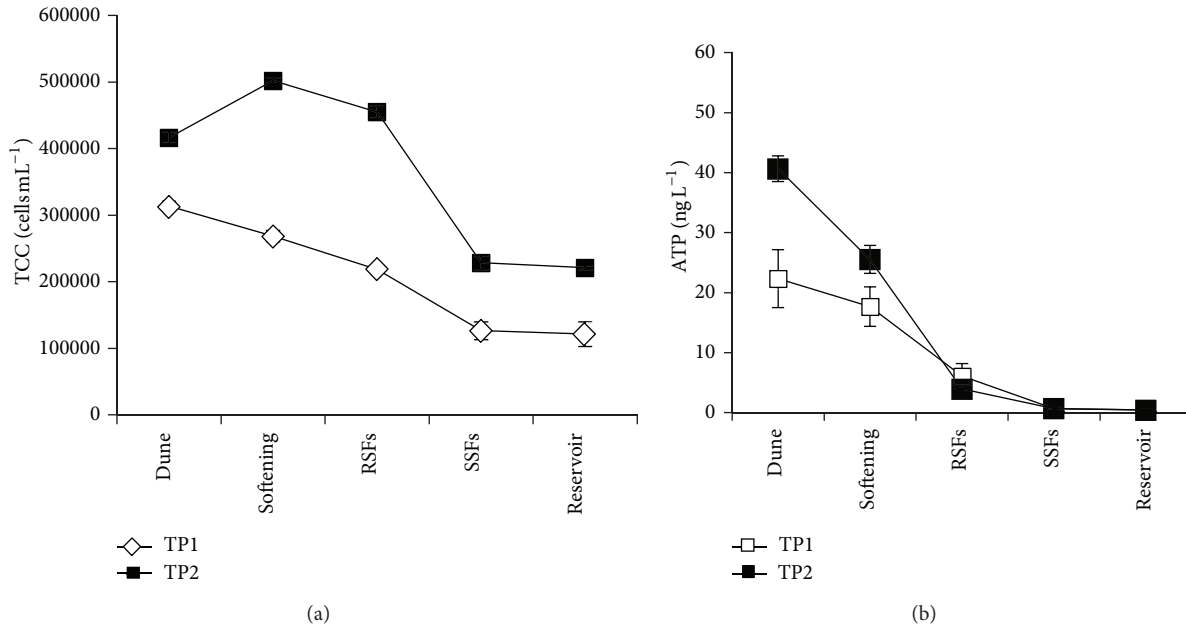 600000
500000
400000
300000
200000
100000
0
TCC (cells mL⁻¹)
Dune
Softening
RSFs
SSFs
Reservoir
TP1
TP2
(a)
60
50
40
30
20
10
0
ATP (ng L⁻¹)
Dune
Softening
RSFs
SSFs
Reservoir
TP1
TP2
(b)